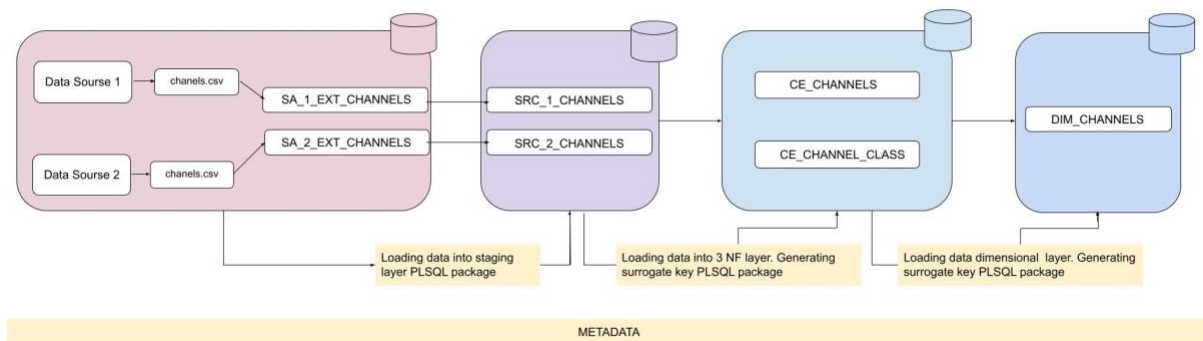 Data Sourse 1
chanels.csv
SA_1_EXT_CHANNELS
SA_2_EXT_CHANNELS
Data Sourse 2
chanels.csv
SRC_1_CHANNELS
SRC_2_CHANNELS
CE_CHANNELS
CE_CHANNEL_CLASS
DIM_CHANNELS
Loading data into staging
layer PLSQL package
Loading data into 3 NF layer. Generating
surrogate key PLSQL package
Loading data dimensional layer. Generating
surrogate key PLSQL package
METADATA